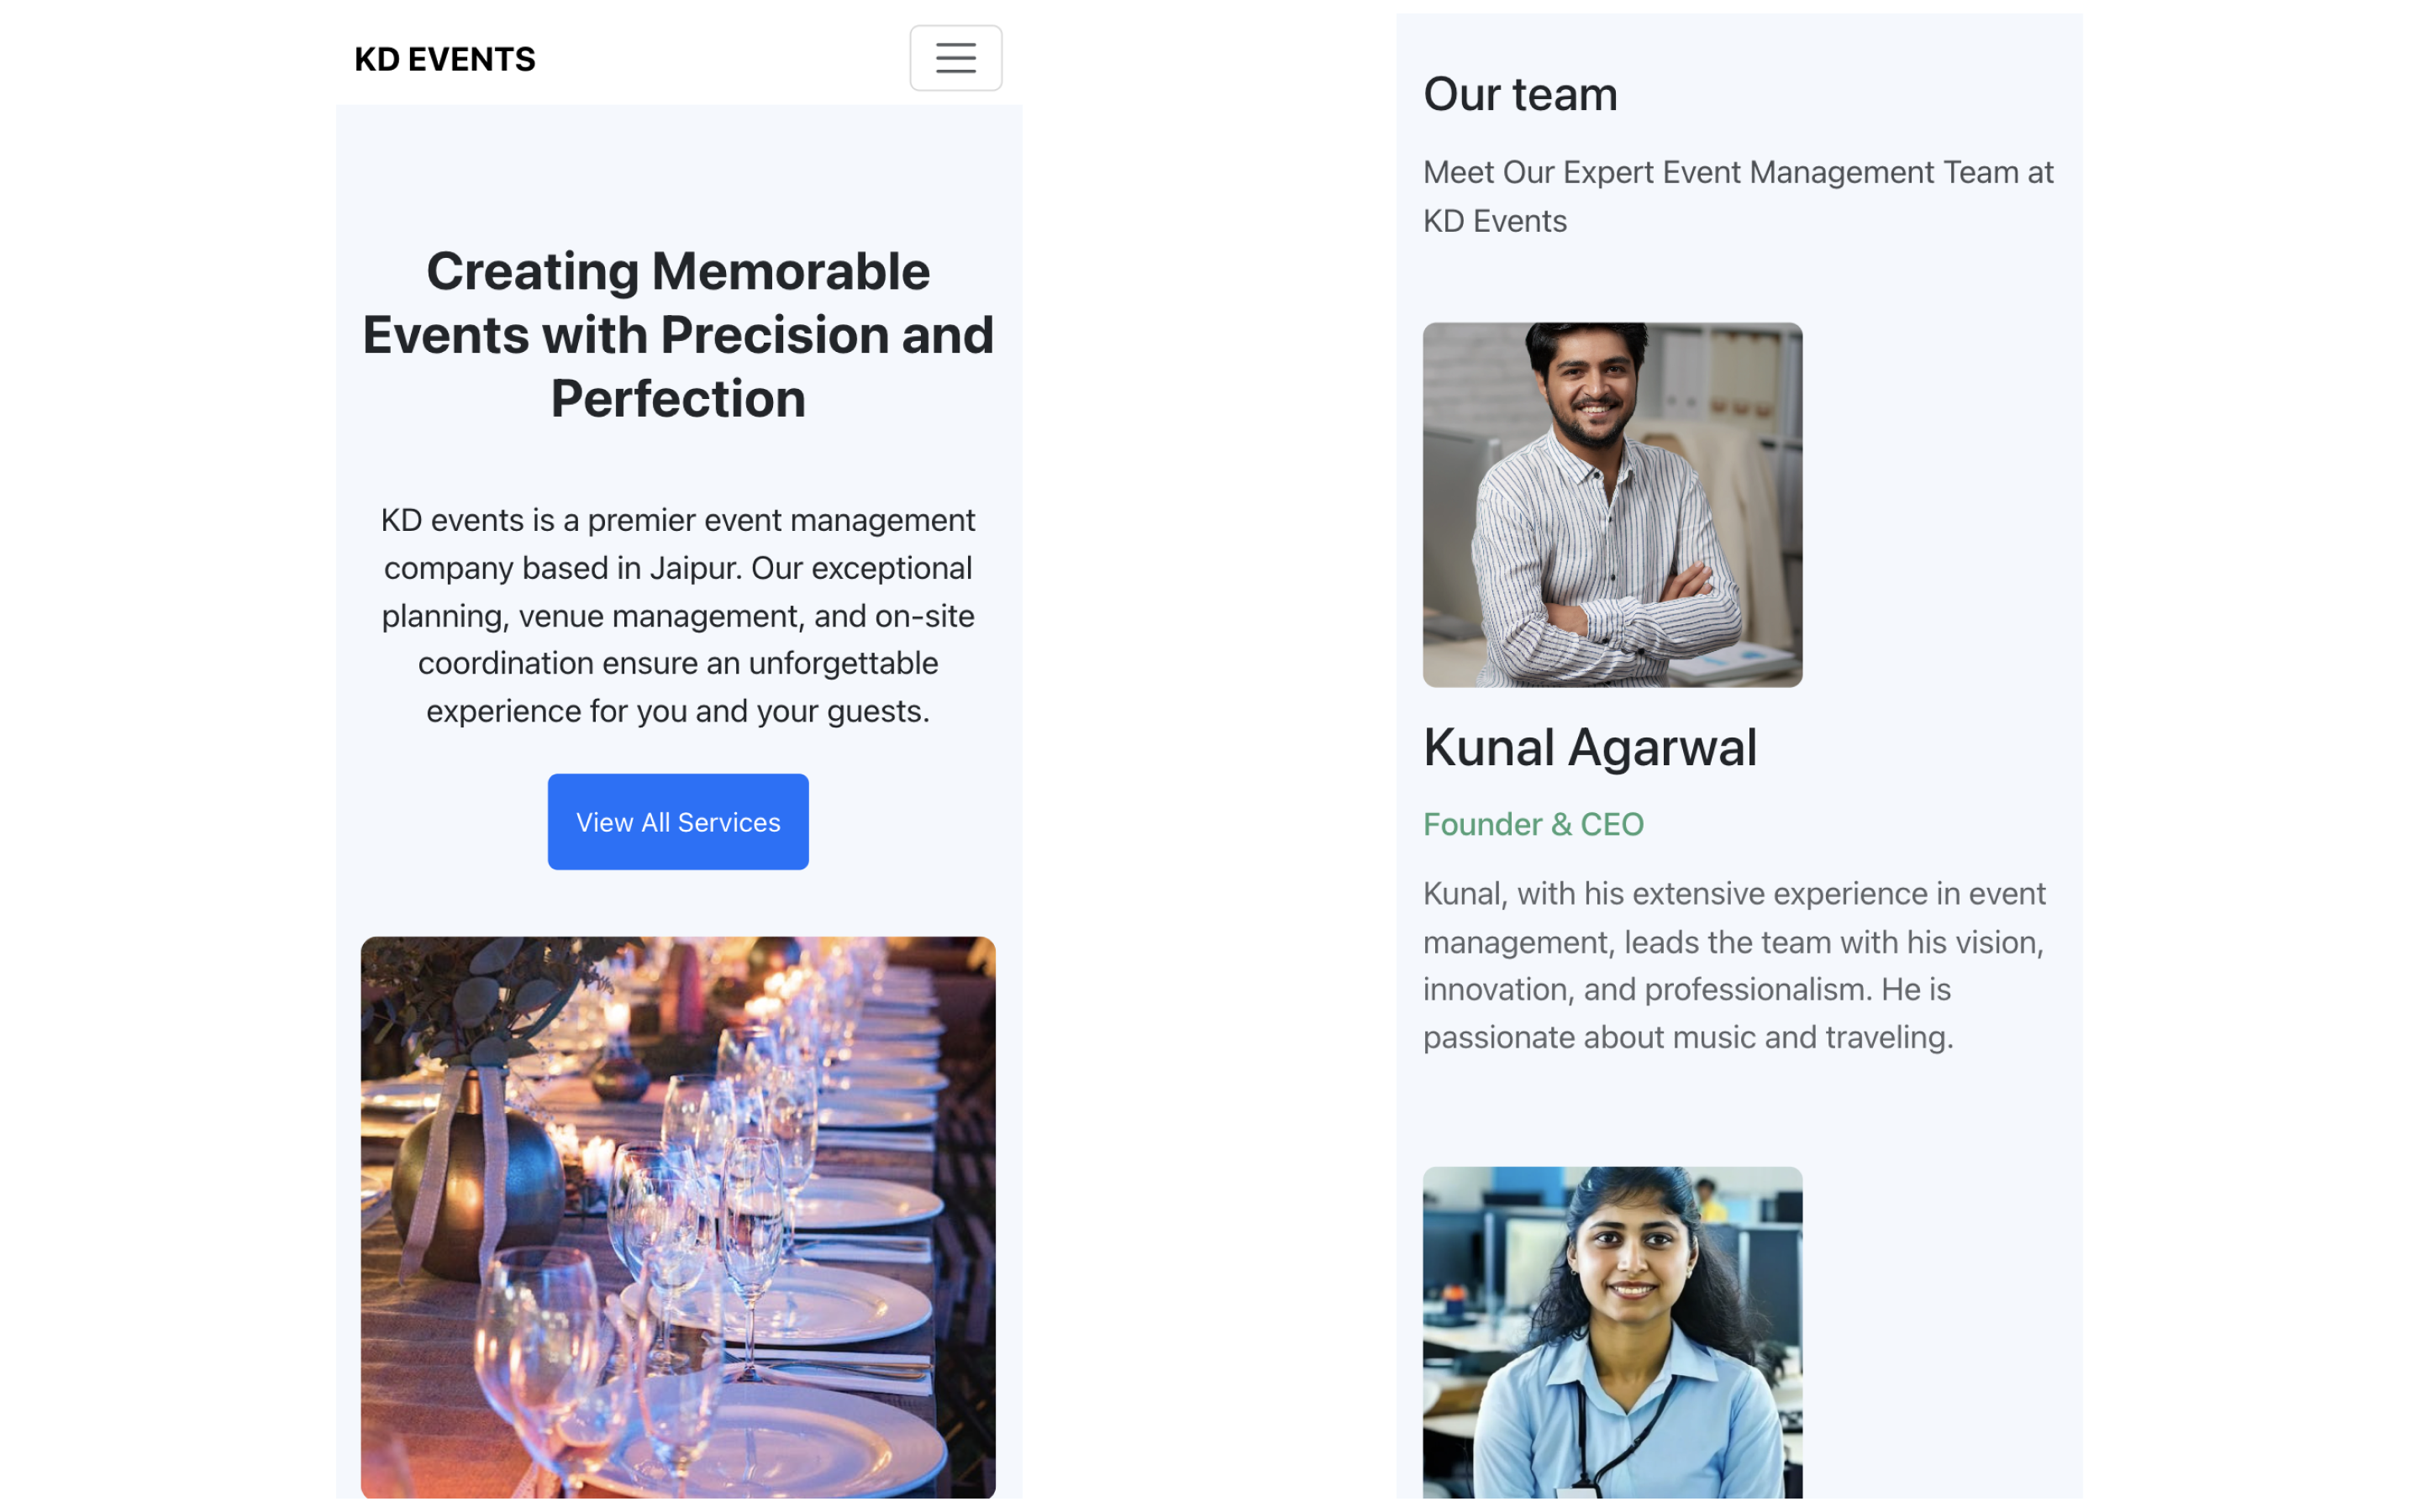 KD EVENTS
Creating Memorable
Events with Precision and
Perfection
KD events is a premier event management
company based in Jaipur. Our exceptional
planning, venue management, and on-site
coordination ensure an unforgettable
experience for you and your guests.
View All Services
Our team
Meet Our Expert Event Management Team at
KD Events
Kunal Agarwal
Founder & CEO
Kunal, with his extensive experience in event
management, leads the team with his vision,
innovation, and professionalism. He is
passionate about music and traveling.